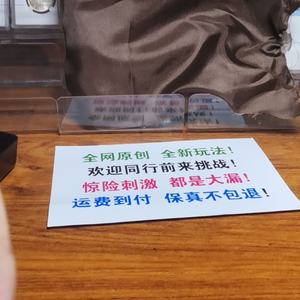 全网原创 全新玩法!
欢迎同行前来挑战!
惊险刺激 都是大漏!
运费到付 保真不包退!